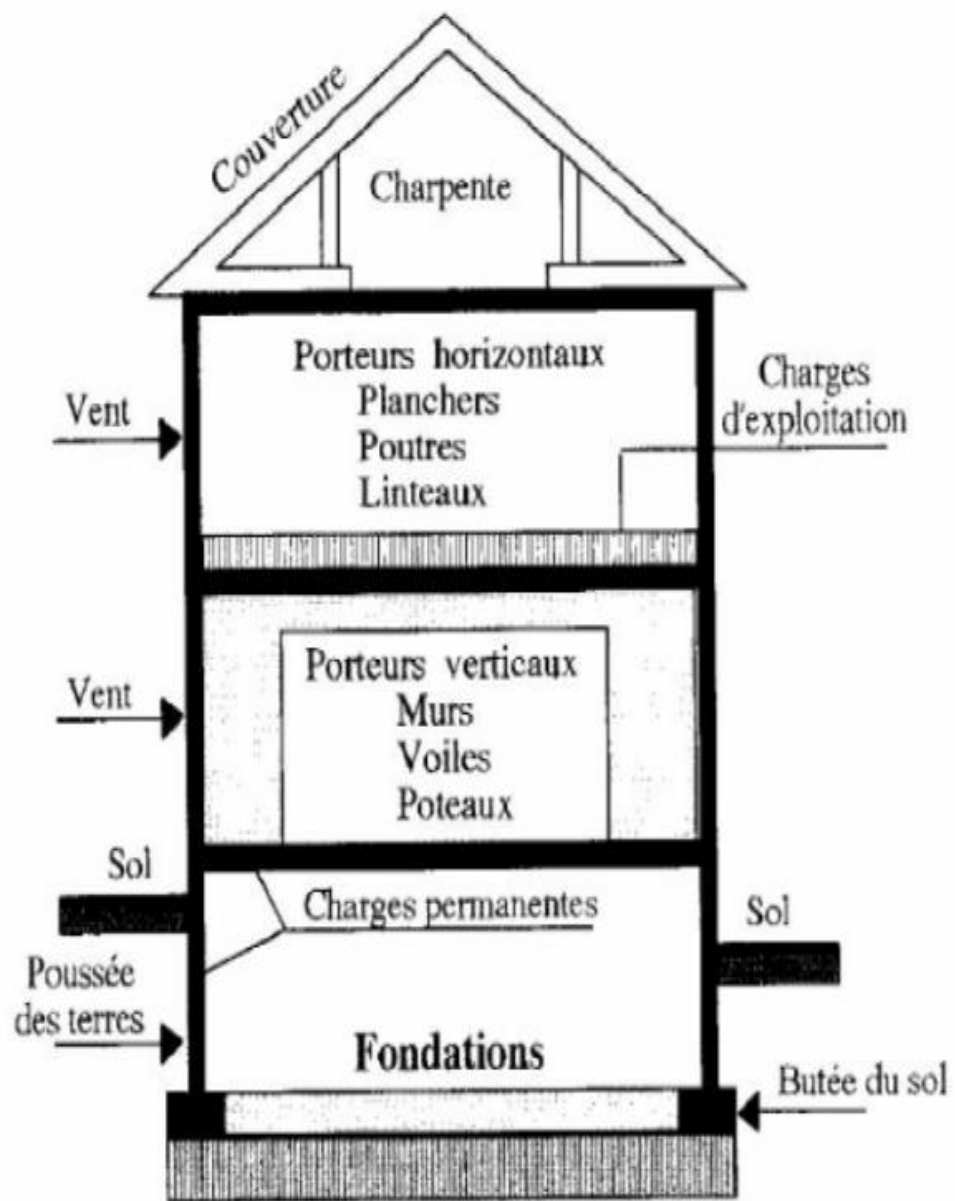 Couverture
Charpente
Porteurs horizontaux
Planchers
Poutres
Linteaux
Charges
d'exploitation
Vent
Porteurs verticaux
Murs
Voiles
Poteaux
Vent
Sol
Charges permanentes
Sol
Poussée
des terres
Fondations
Butée du sol